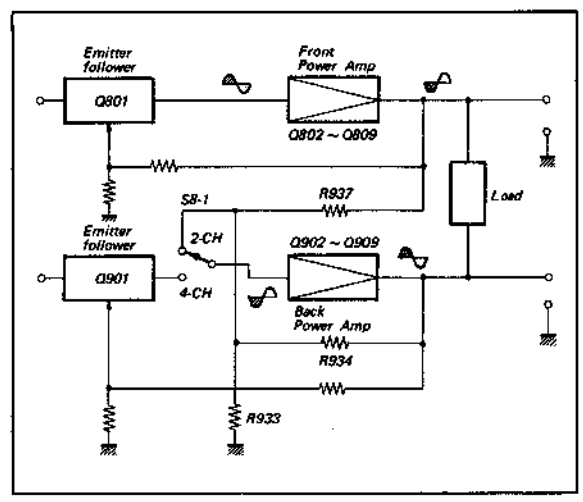 Emitter
follower
Q801
Front
Power Amp
Q802 ~ Q809
S8-1
R937
Load
2-CH
Emitter
follower
Q901
4-CH
Q902 ~ Q909
Back
Power Amp
R934
R933